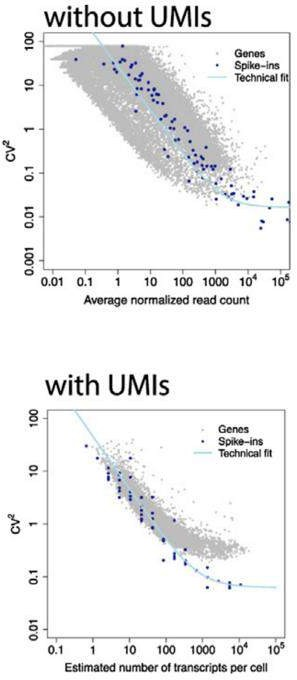 without UMIs
100
10
1
0.1
0.01
0.001
CV²
Genes
Spike-ins
Technical fit
0.01 0.1 1 10 100 1000 10⁴ 10⁵
Average normalized read count
with UMIs
100
10
1
0.1
0.01
CV²
Genes
Spike-ins
Technical fit
0.1 1 10 100 1000 10⁴ 10⁵
Estimated number of transcripts per cell